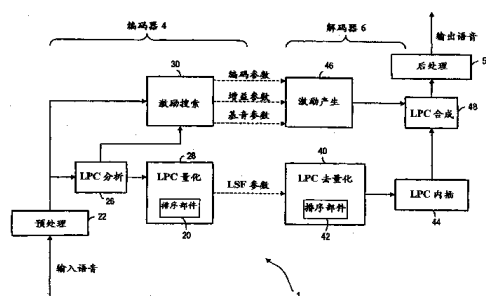 编码器 4
解码器 6
输出语音
后处理
5
30
激励搜索
编码参数
增益参数
基音参数
46
激励产生
LPC 合成
48
LPC 分析
26
28
LPC 量化
排序部件
20
LSF 参数
40
LPC 去量化
排序部件
42
LPC 内插
44
预处理
22
输入语音
1